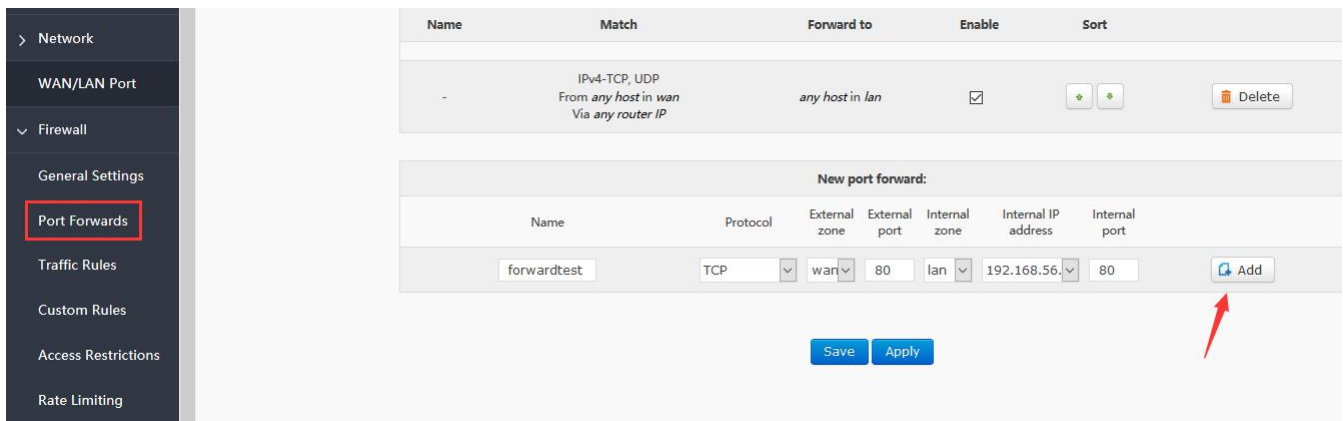 Network
WAN/LAN Port
Firewall
General Settings
Port Forwards
Traffic Rules
Custom Rules
Access Restrictions
Rate Limiting
Name Match Forward to Enable Sort
- IPv4-TCP, UDP
From any host in wan
Via any router IP
any host in lan
Delete
New port forward:
Name Protocol External zone External port Internal zone Internal IP address Internal port
forwardtest TCP wan 80 lan 192.168.56. 80 Add
Save Apply